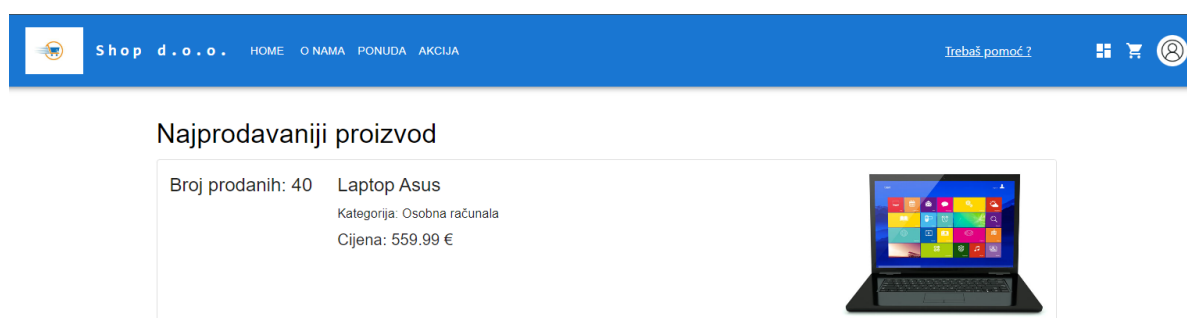 Shop d.o.o. HOME O NAMA PONUDA AKCIJA Trebaš pomoć ?
Najprodavaniji proizvod
Broj prodanih: 40 Laptop Asus
Kategorija: Osobna računala
Cijena: 559.99 €